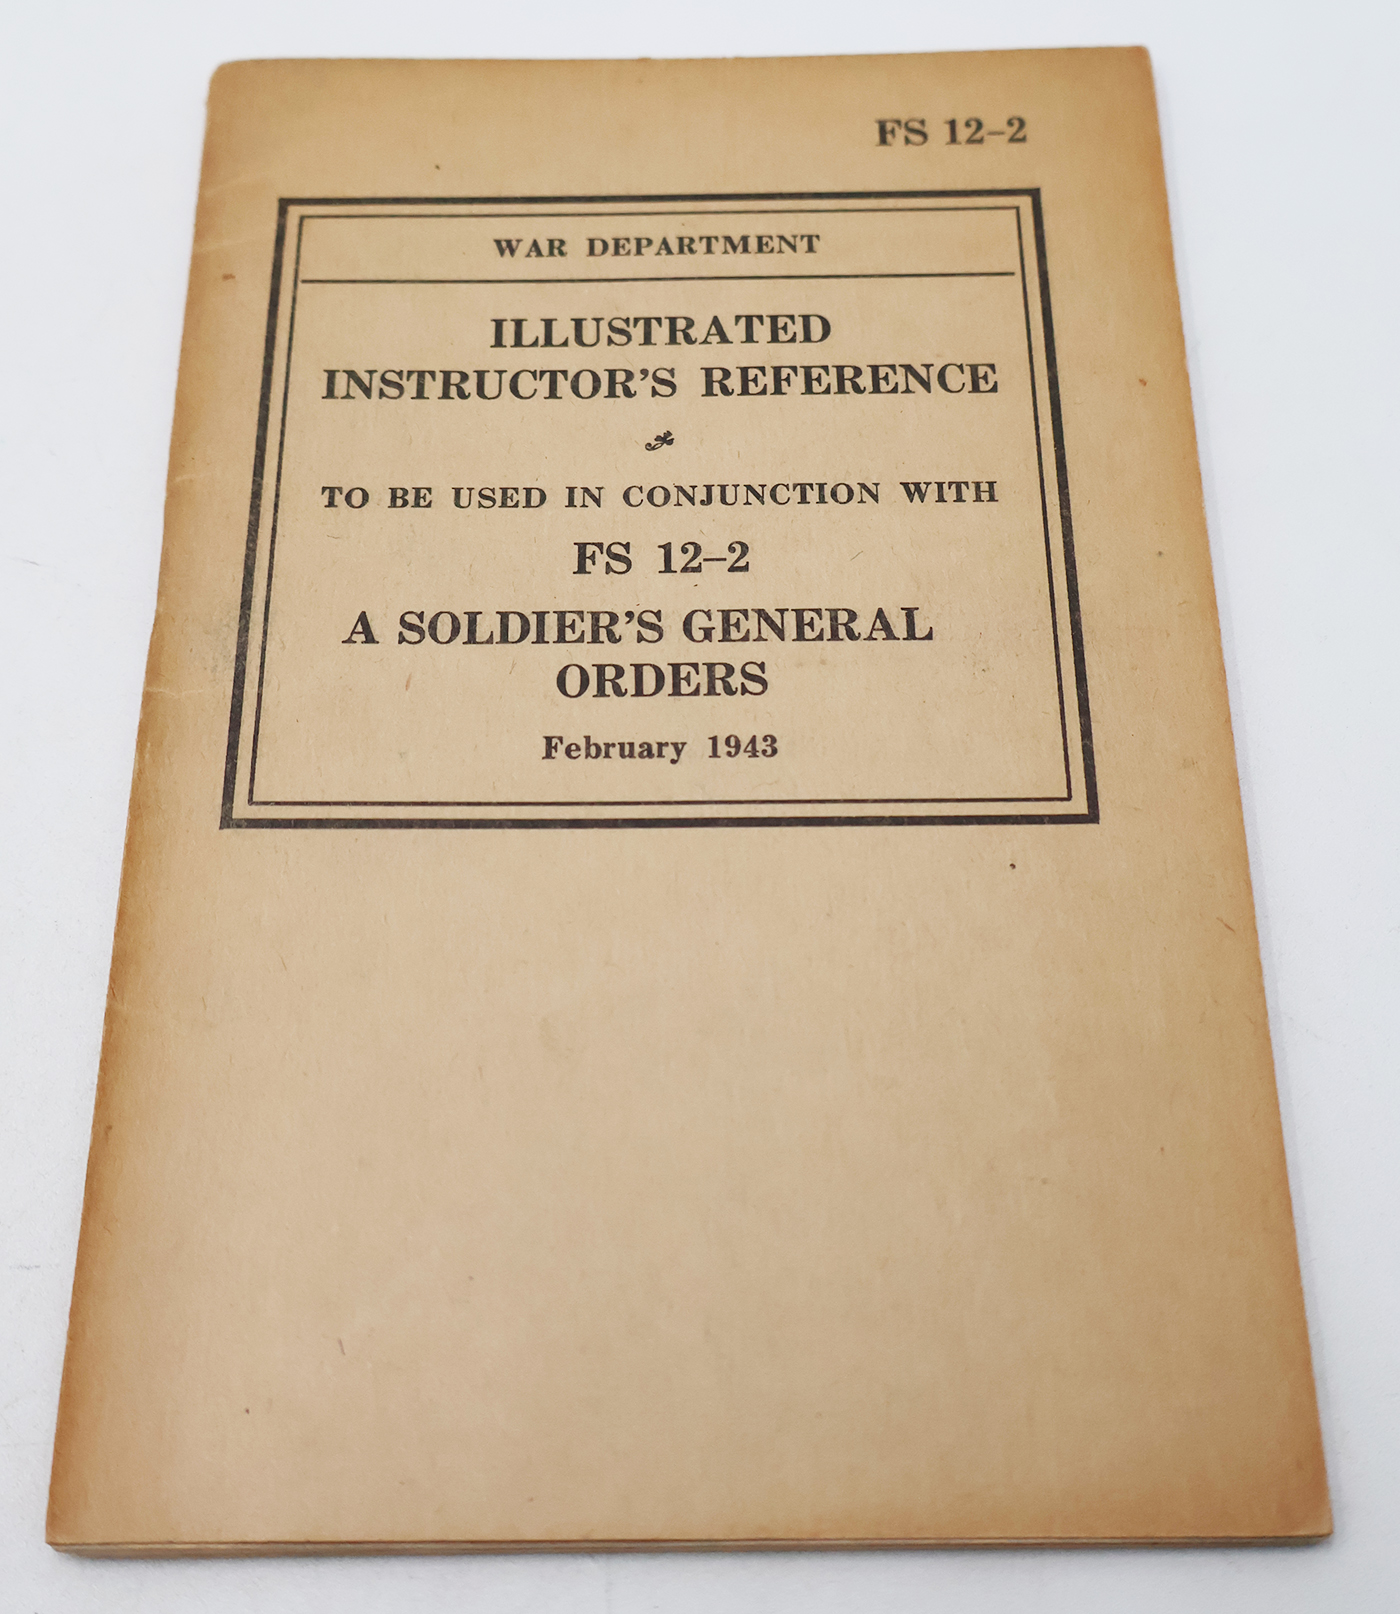 FS 12–2
WAR DEPARTMENT
ILLUSTRATED
INSTRUCTOR’S REFERENCE
TO BE USED IN CONJUNCTION WITH
FS 12–2
A SOLDIER’S GENERAL
ORDERS
February 1943